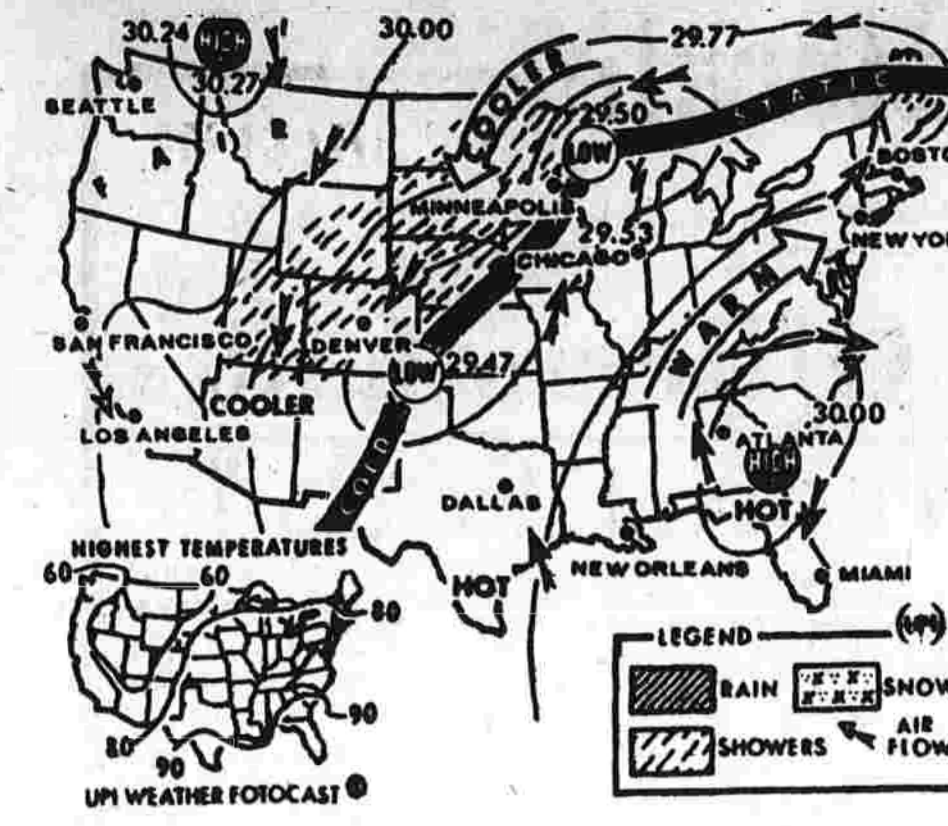 30.24 HIGH 30.00 29.77
30.27 COOLER
SEATTLE STATIC
F A I R 29.50
LOW
BOSTO
MINNEAPOLIS
29.53 NEW YO
CHICAGO
WARM
SAN FRANCISCO DENVER
LOW 29.47
COOLER
30.00
LOS ANGELES ATLANTA
COLD HIGH
DALLAS
HOT
HIGHEST TEMPERATURES
NEW ORLEANS MIAMI
60 60 HOT
80
LEGEND UPI
RAIN SNOW
90
80 SHOWERS AIR
FLOW
90
UPI WEATHER FOTOCAST ®